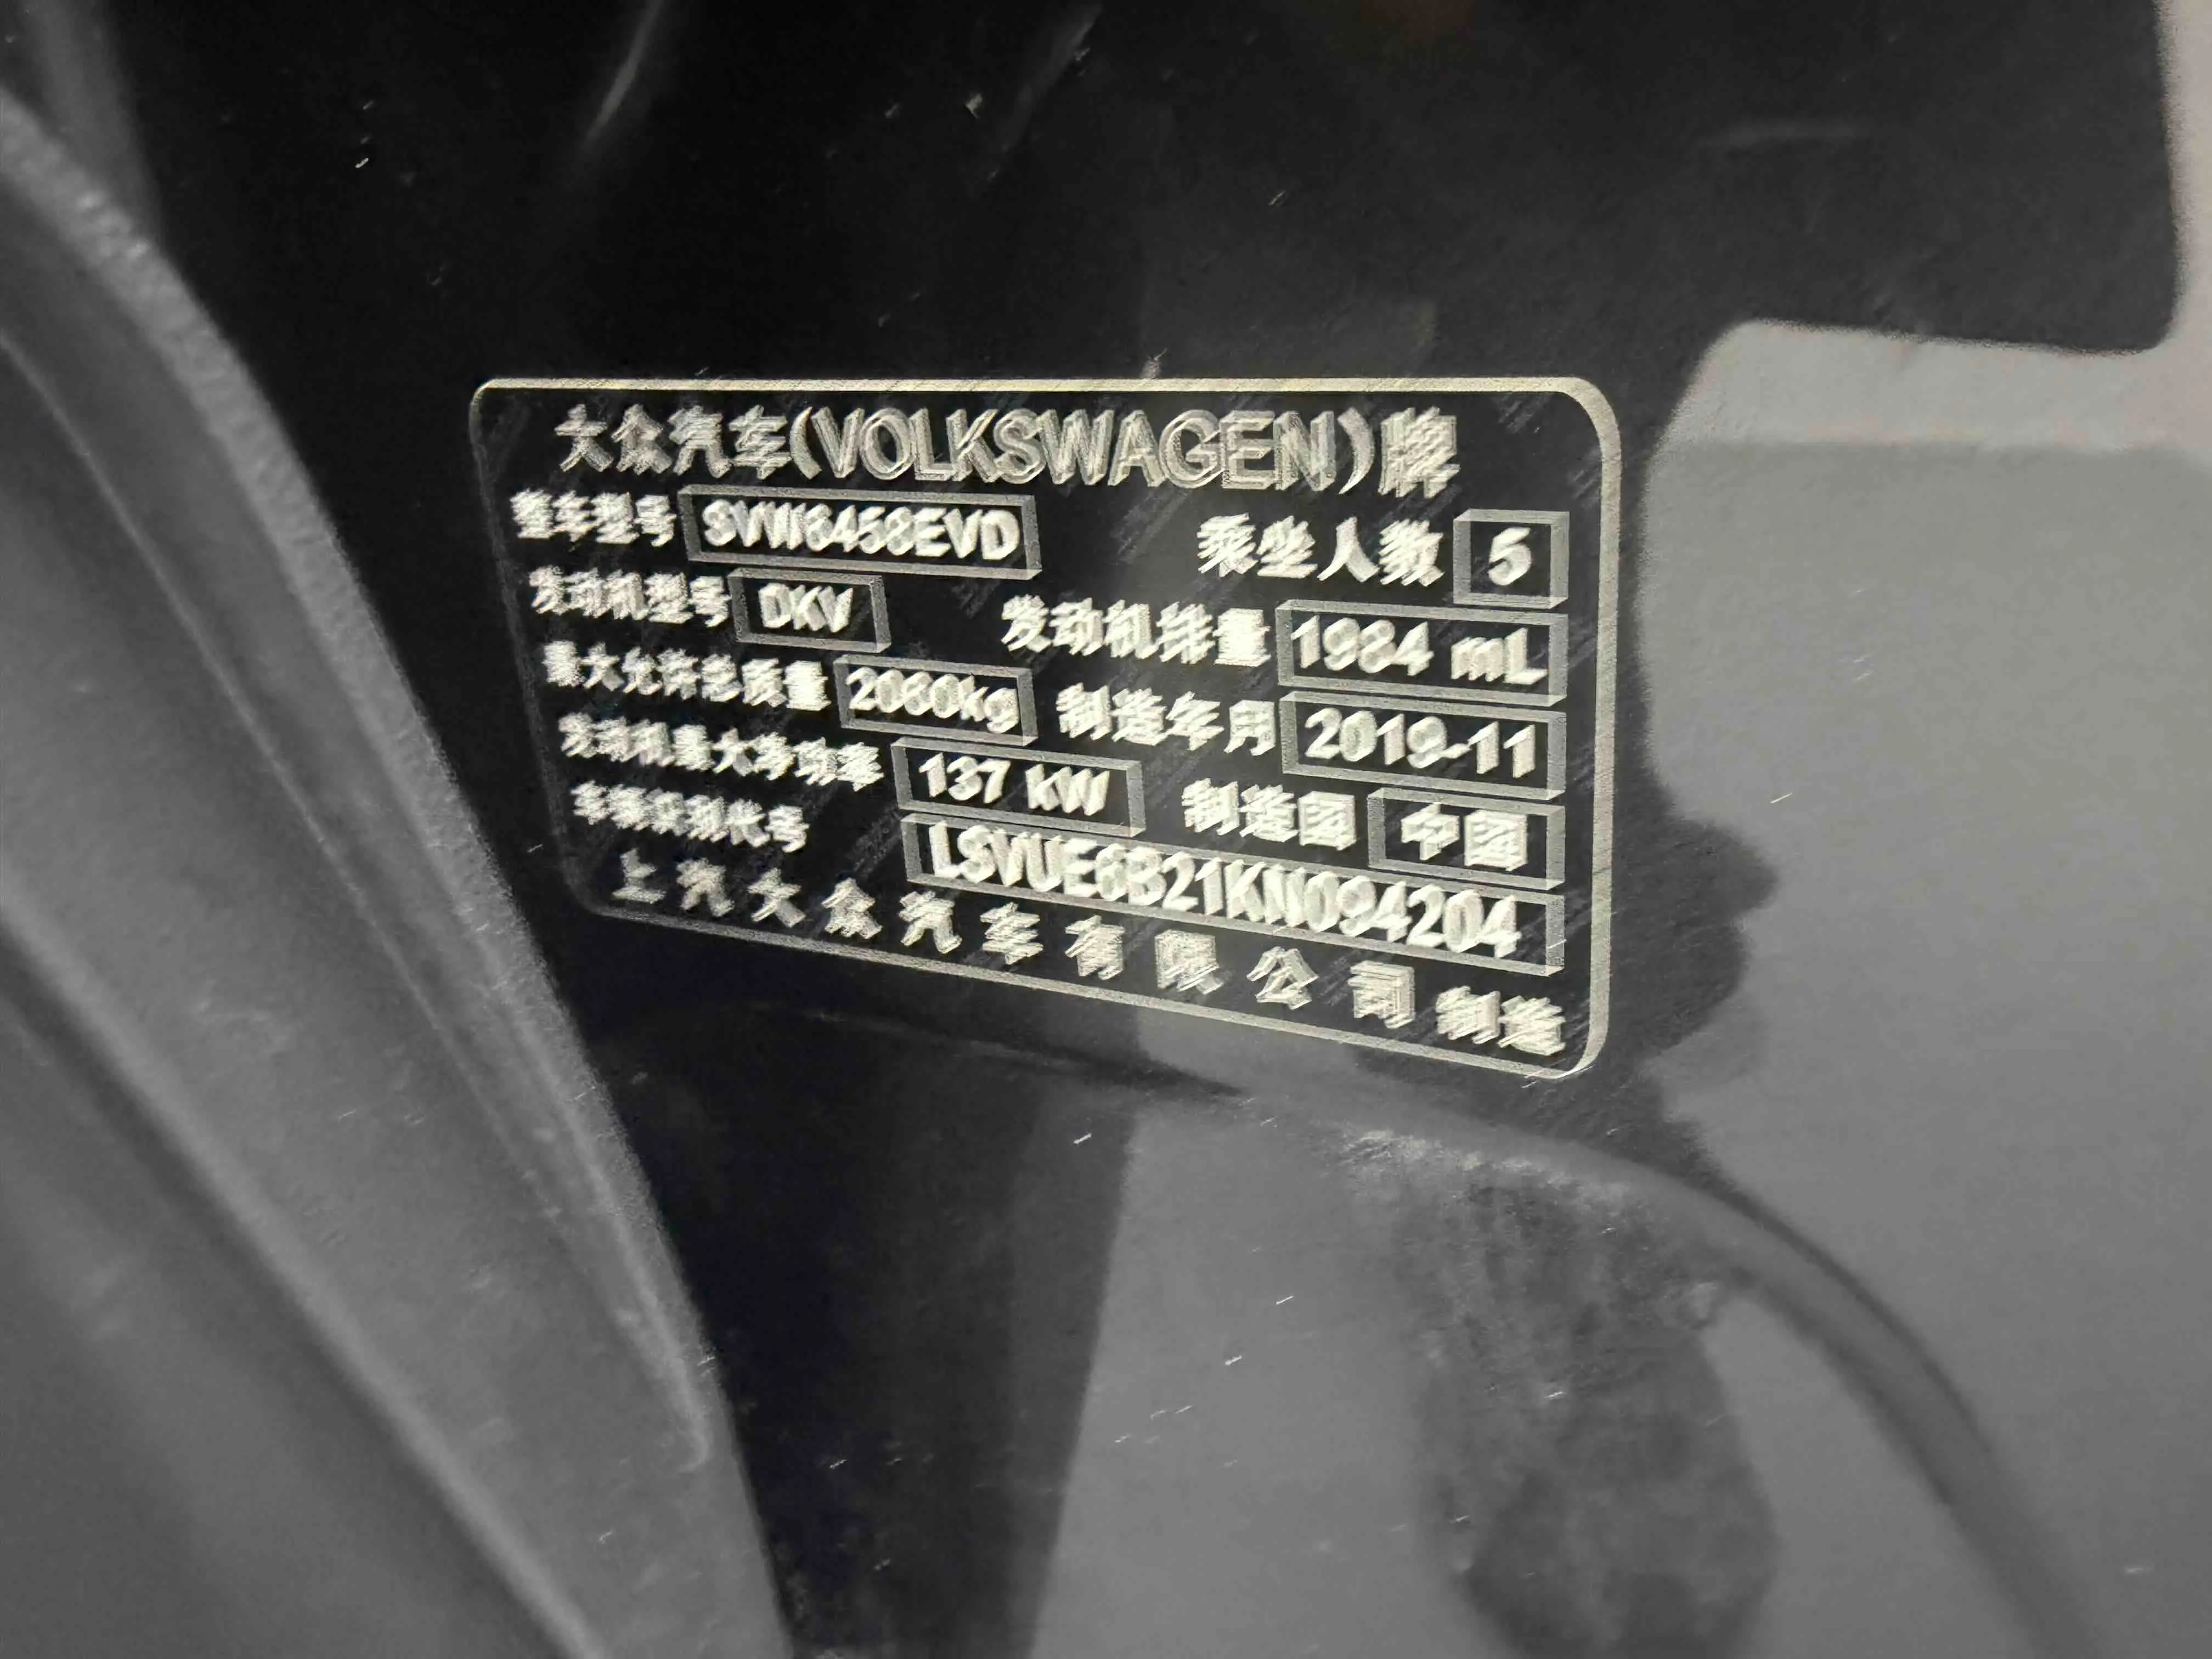 大众汽车(VOLKSWAGEN)牌
整车型号 SVW6458EVD 乘坐人数 5
发动机型号 DKV 发动机排量 1984 mL
最大允许总质量 2060kg 制造年月 2019-11
发动机最大净功率 137 kW 制造国 中国
车辆识别代号 LSVUE6B21KN094204
上汽大众汽车有限公司 制造